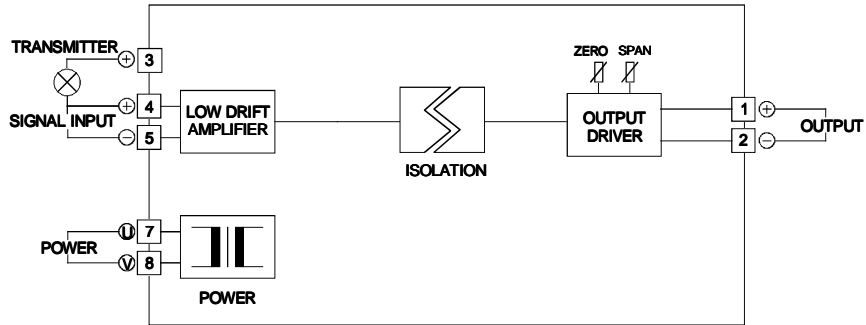 ZERO SPAN
TRANSMITTER + 3
+ 4 LOW DRIFT
AMPLIFIER
SIGNAL INPUT
− 5
ISOLATION
OUTPUT
DRIVER
1 +
OUTPUT
2 −
U 7
POWER
V 8
POWER